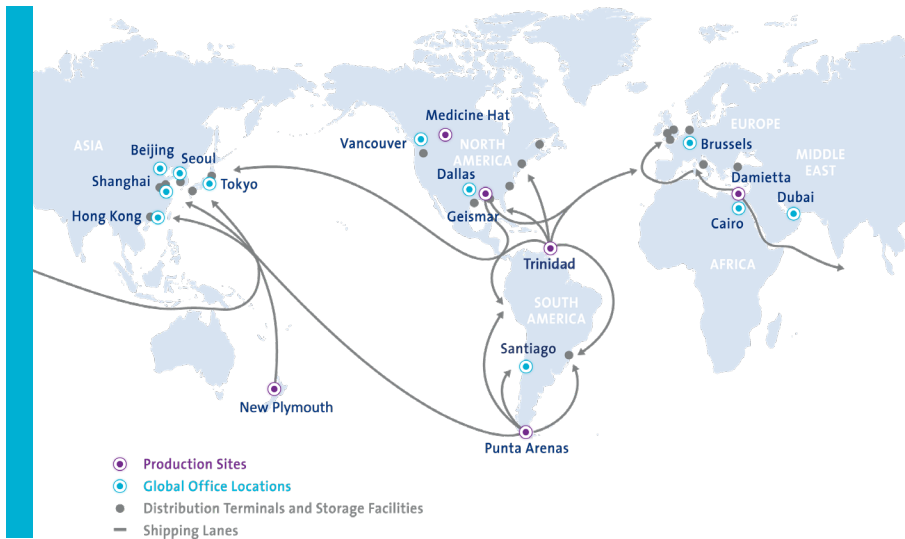 Medicine Hat
EUROPE
Vancouver
NORTH
AMERICA
ASIA
Beijing
Seoul
Brussels
MIDDLE
EAST
Shanghai
Tokyo
Dallas
Damietta
Dubai
Hong Kong
Geismar
Cairo
Trinidad
AFRICA
SOUTH
AMERICA
Santiago
New Plymouth
Punta Arenas
Production Sites
Global Office Locations
Distribution Terminals and Storage Facilities
Shipping Lanes